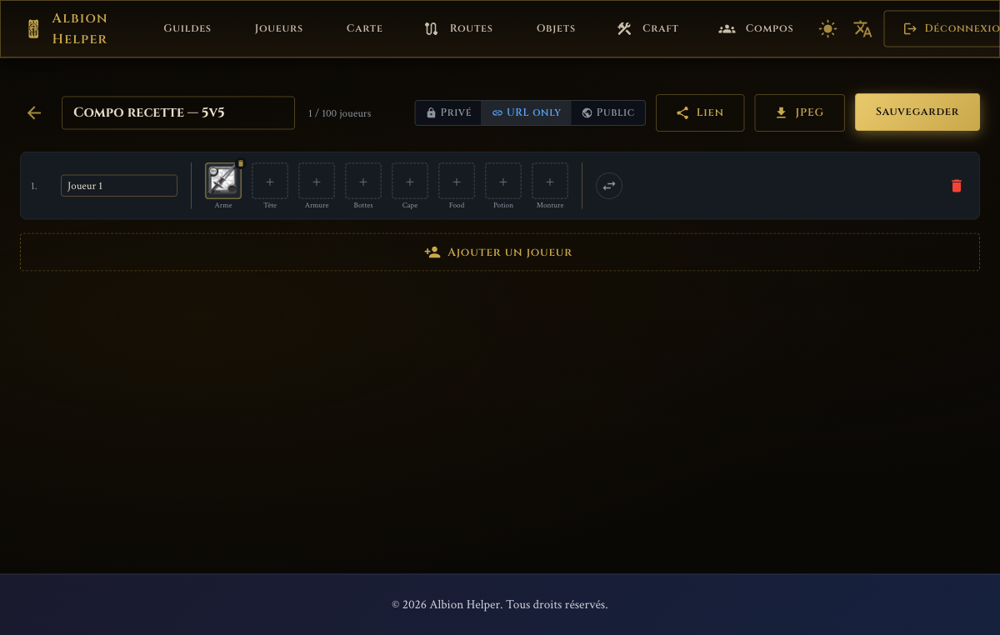 Albion
Helper
Guildes
Joueurs
Carte
Routes
Objets
Craft
Compos
Déconnexio
Compo recette — 5v5
1 / 100 joueurs
Privé
URL only
Public
Lien
JPEG
Sauvegarder
1.
Joueur 1
Arme
Tête
Armure
Bottes
Cape
Food
Potion
Monture
Ajouter un joueur
© 2026 Albion Helper. Tous droits réservés.